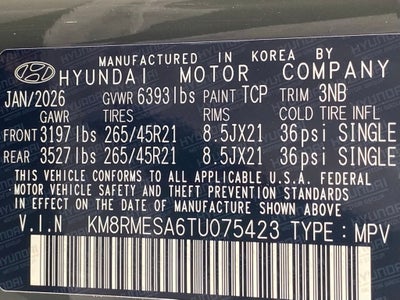 MANUFACTURED IN KOREA BY
HYUNDAI MOTOR COMPANY
JAN/2026 GVWR 6393lbs PAINT TCP TRIM 3NB
GAWR TIRES RIMS COLD TIRE INFL
FRONT 3197lbs 265/45R21 8.5JX21 36psi SINGLE
REAR 3527lbs 265/45R21 8.5JX21 36psi SINGLE
THIS VEHICLE CONFORMS TO ALL APPLICABLE U.S.A. FEDERAL
MOTOR VEHICLE SAFETY AND THEFT PREVENTION STANDARDS
IN EFFECT ON THE DATE OF MANUFACTURE SHOWN ABOVE.
V.I.N KM8RMESA6TU075423 TYPE: MPV